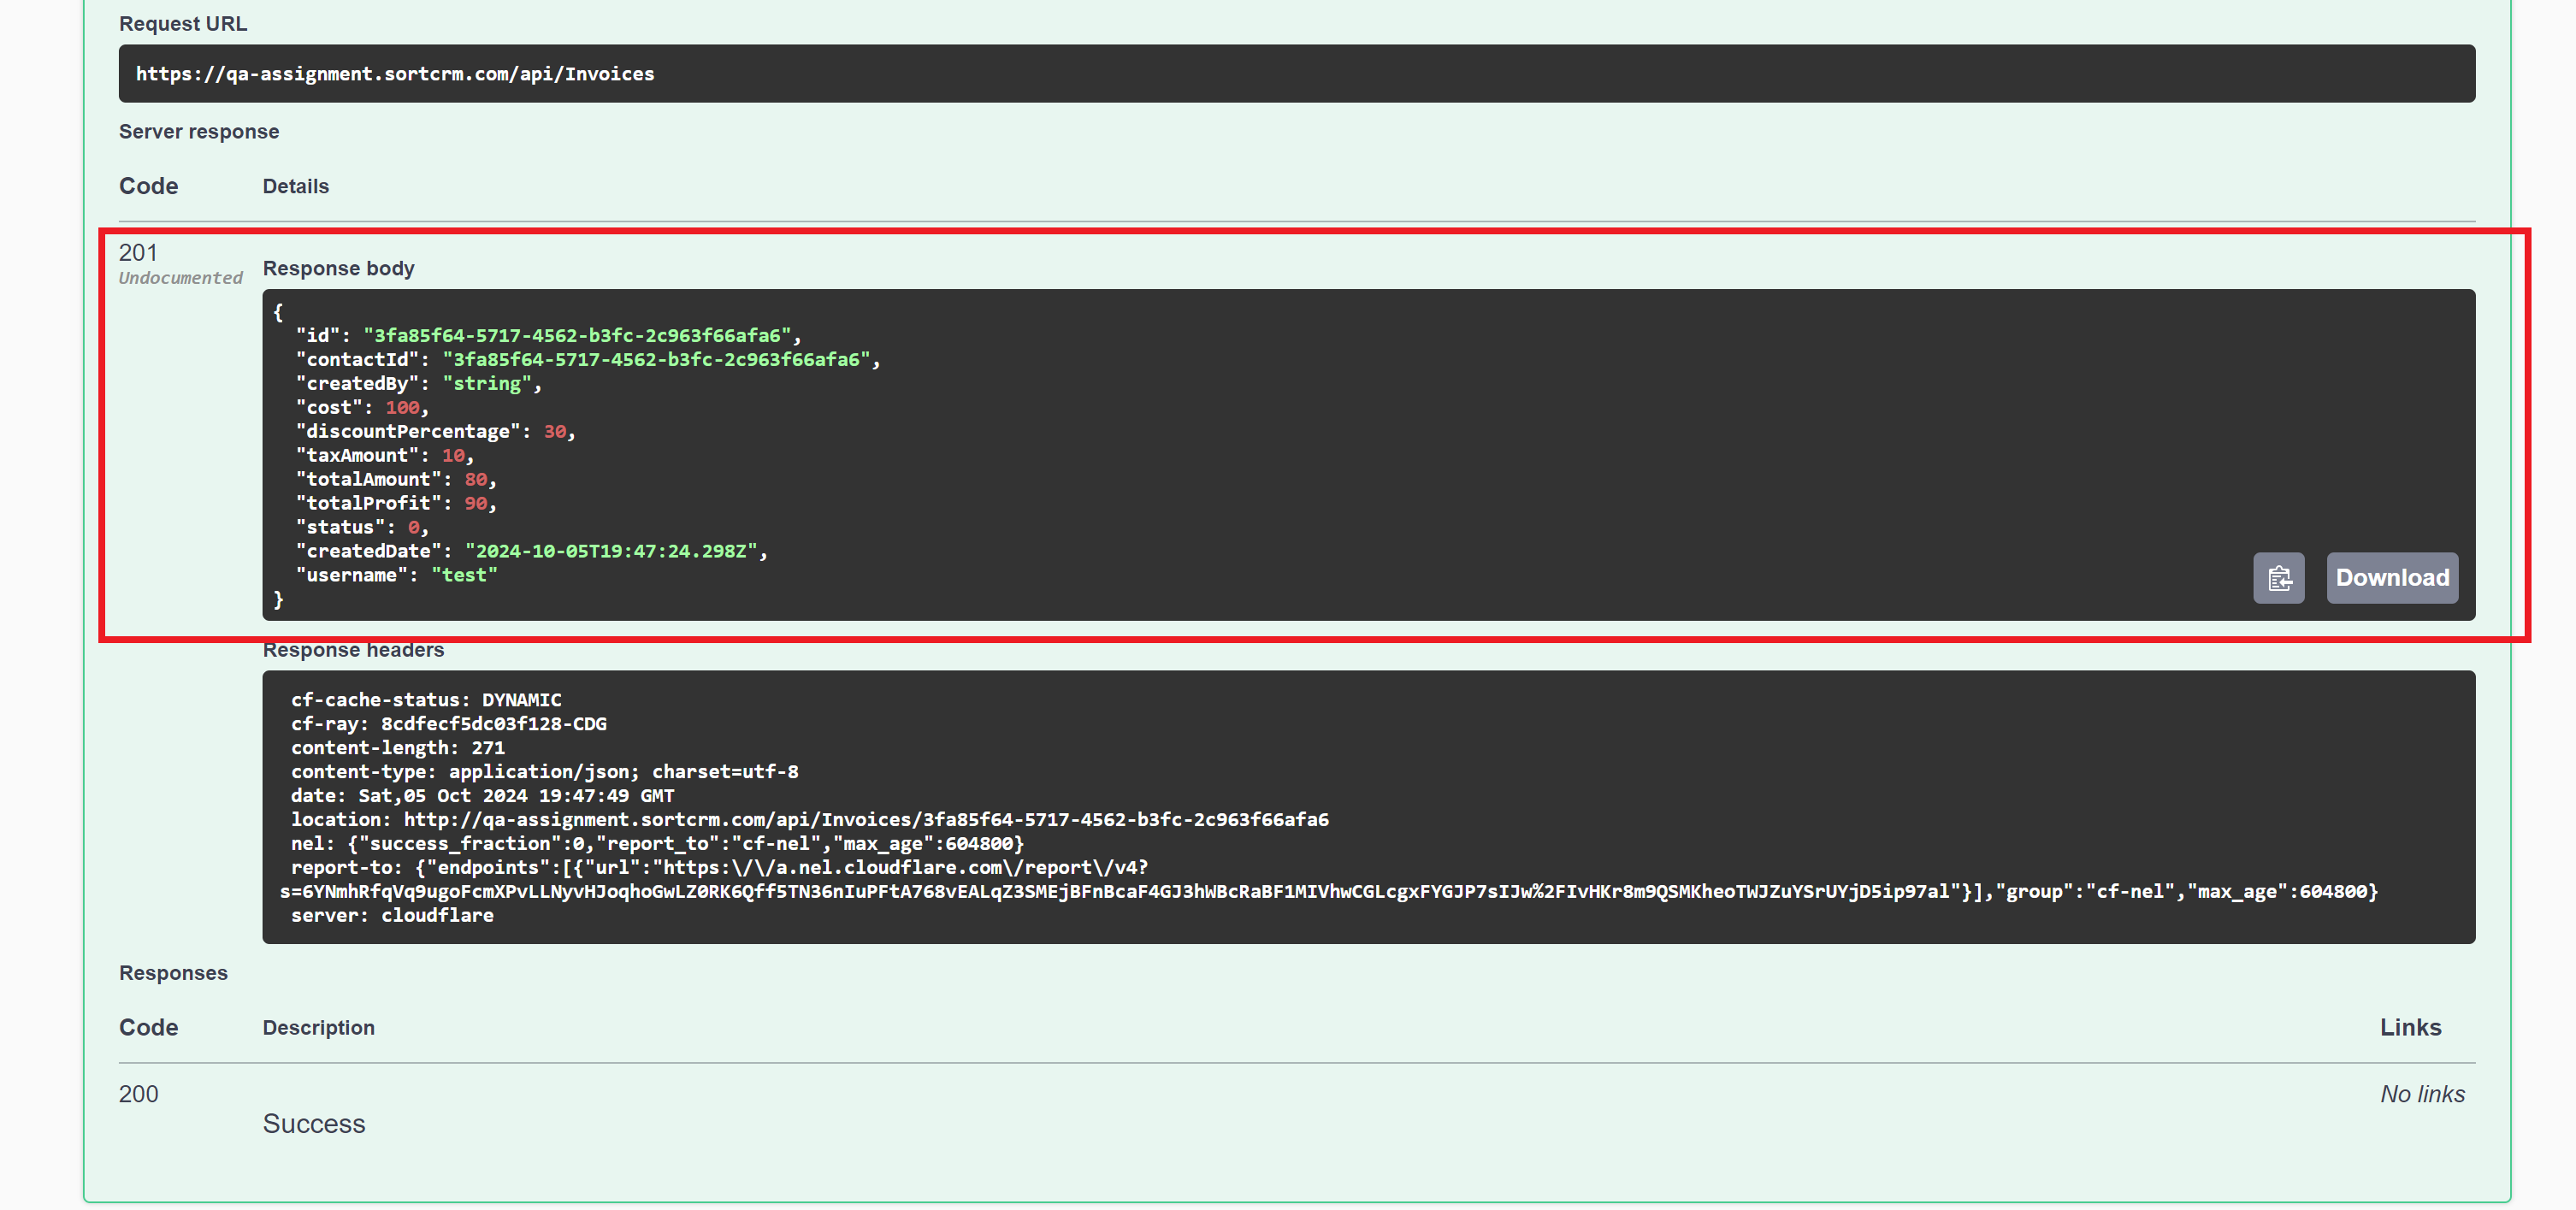 Request URL
https://qa-assignment.sortcrm.com/api/Invoices
Server response
Code Details
201
Undocumented
Response body
{
  "id": "3fa85f64-5717-4562-b3fc-2c963f66afa6",
  "contactId": "3fa85f64-5717-4562-b3fc-2c963f66afa6",
  "createdBy": "string",
  "cost": 100,
  "discountPercentage": 30,
  "taxAmount": 10,
  "totalAmount": 80,
  "totalProfit": 90,
  "status": 0,
  "createdDate": "2024-10-05T19:47:24.298Z",
  "username": "test"
}
Download
Response headers
cf-cache-status: DYNAMIC
cf-ray: 8cdfecf5dc03f128-CDG
content-length: 271
content-type: application/json; charset=utf-8
date: Sat,05 Oct 2024 19:47:49 GMT
location: http://qa-assignment.sortcrm.com/api/Invoices/3fa85f64-5717-4562-b3fc-2c963f66afa6
nel: {"success_fraction":0,"report_to":"cf-nel","max_age":604800}
report-to: {"endpoints":[{"url":"https:\/\/a.nel.cloudflare.com\/report\/v4?
s=6YNmhRfqVq9ugoFcmXPvLLNyvHJoqhoGwLZ0RK6Qff5TN36nIuPFtA768vEALqZ3SMEjBFnBcaF4GJ3hWBcRaBF1MIVhwCGLcgxFYGJP7sIJw%2FIvHKr8m9QSMKheoTWJZuYSrUYjD5ip97al"}],"group":"cf-nel","max_age":604800}
server: cloudflare
Responses
Code Description Links
200 No links
Success